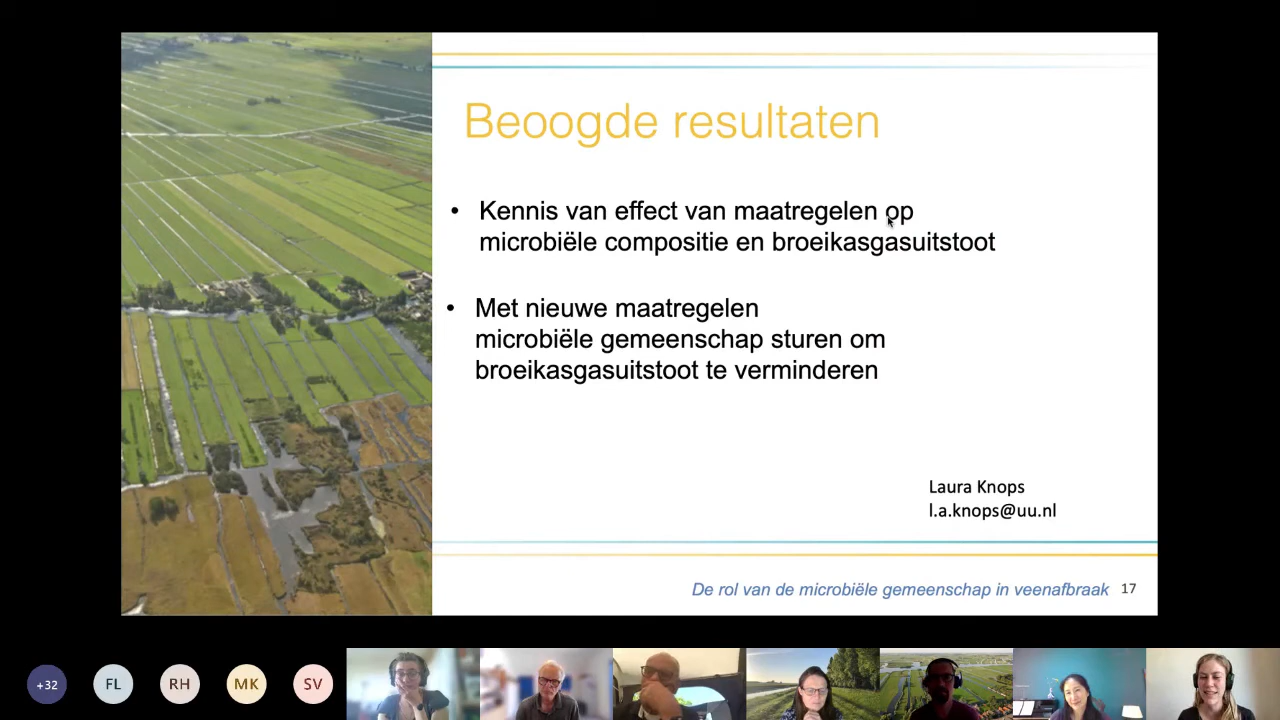 Beoogde resultaten
• Kennis van effect van maatregelen op
microbiële compositie en broeikasgasuitstoot
• Met nieuwe maatregelen
microbiële gemeenschap sturen om
broeikasgasuitstoot te verminderen
Laura Knops
l.a.knops@uu.nl
De rol van de microbiële gemeenschap in veenafbraak 17
+32 FL RH MK SV